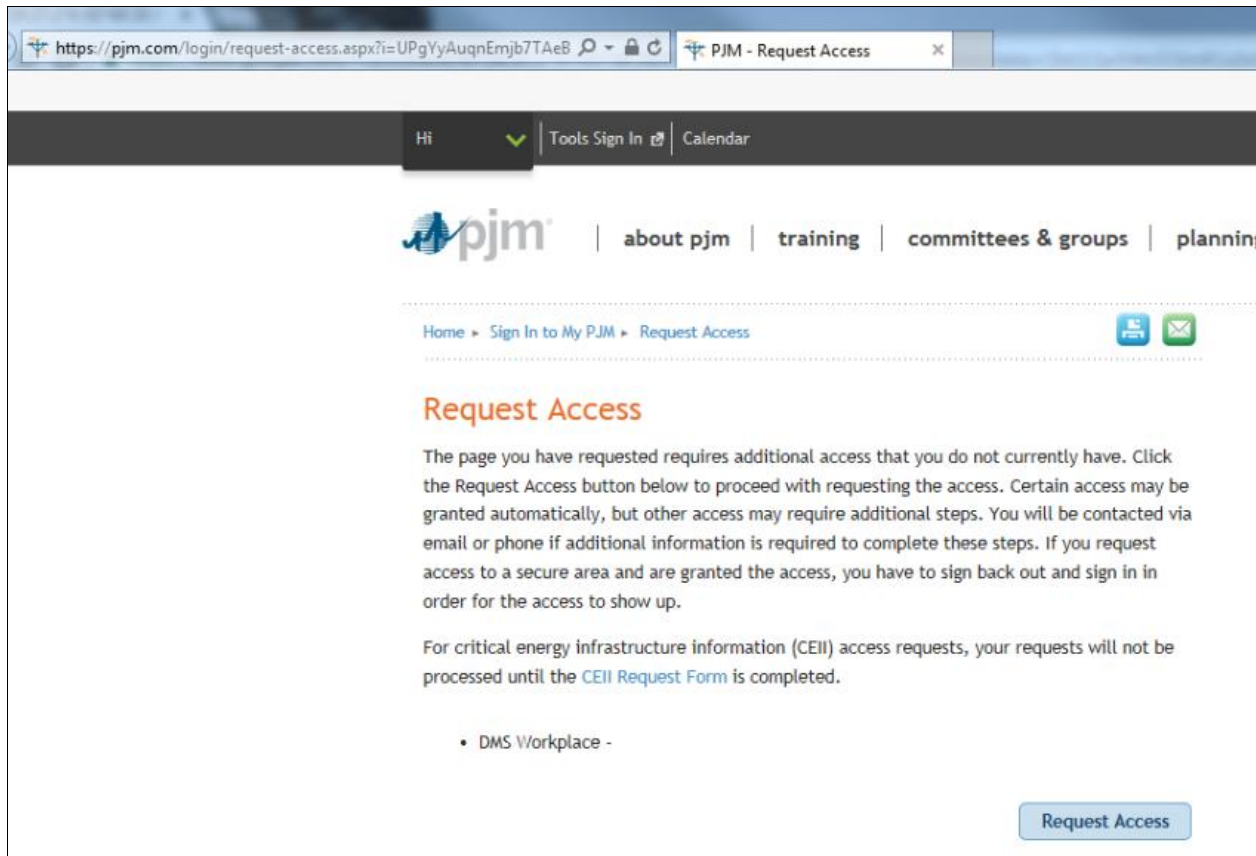 https://pjm.com/login/request-access.aspx?i=UPgYyAuqnEmjb7TAeB
PJM - Request Access
Hi
Tools Sign In
Calendar
pjm
about pjm
training
committees & groups
planning
Home ▸ Sign In to My PJM ▸ Request Access
Request Access
The page you have requested requires additional access that you do not currently have. Click
the Request Access button below to proceed with requesting the access. Certain access may be
granted automatically, but other access may require additional steps. You will be contacted via
email or phone if additional information is required to complete these steps. If you request
access to a secure area and are granted the access, you have to sign back out and sign in in
order for the access to show up.
For critical energy infrastructure information (CEII) access requests, your requests will not be
processed until the CEII Request Form is completed.
• DMS Workplace -
Request Access